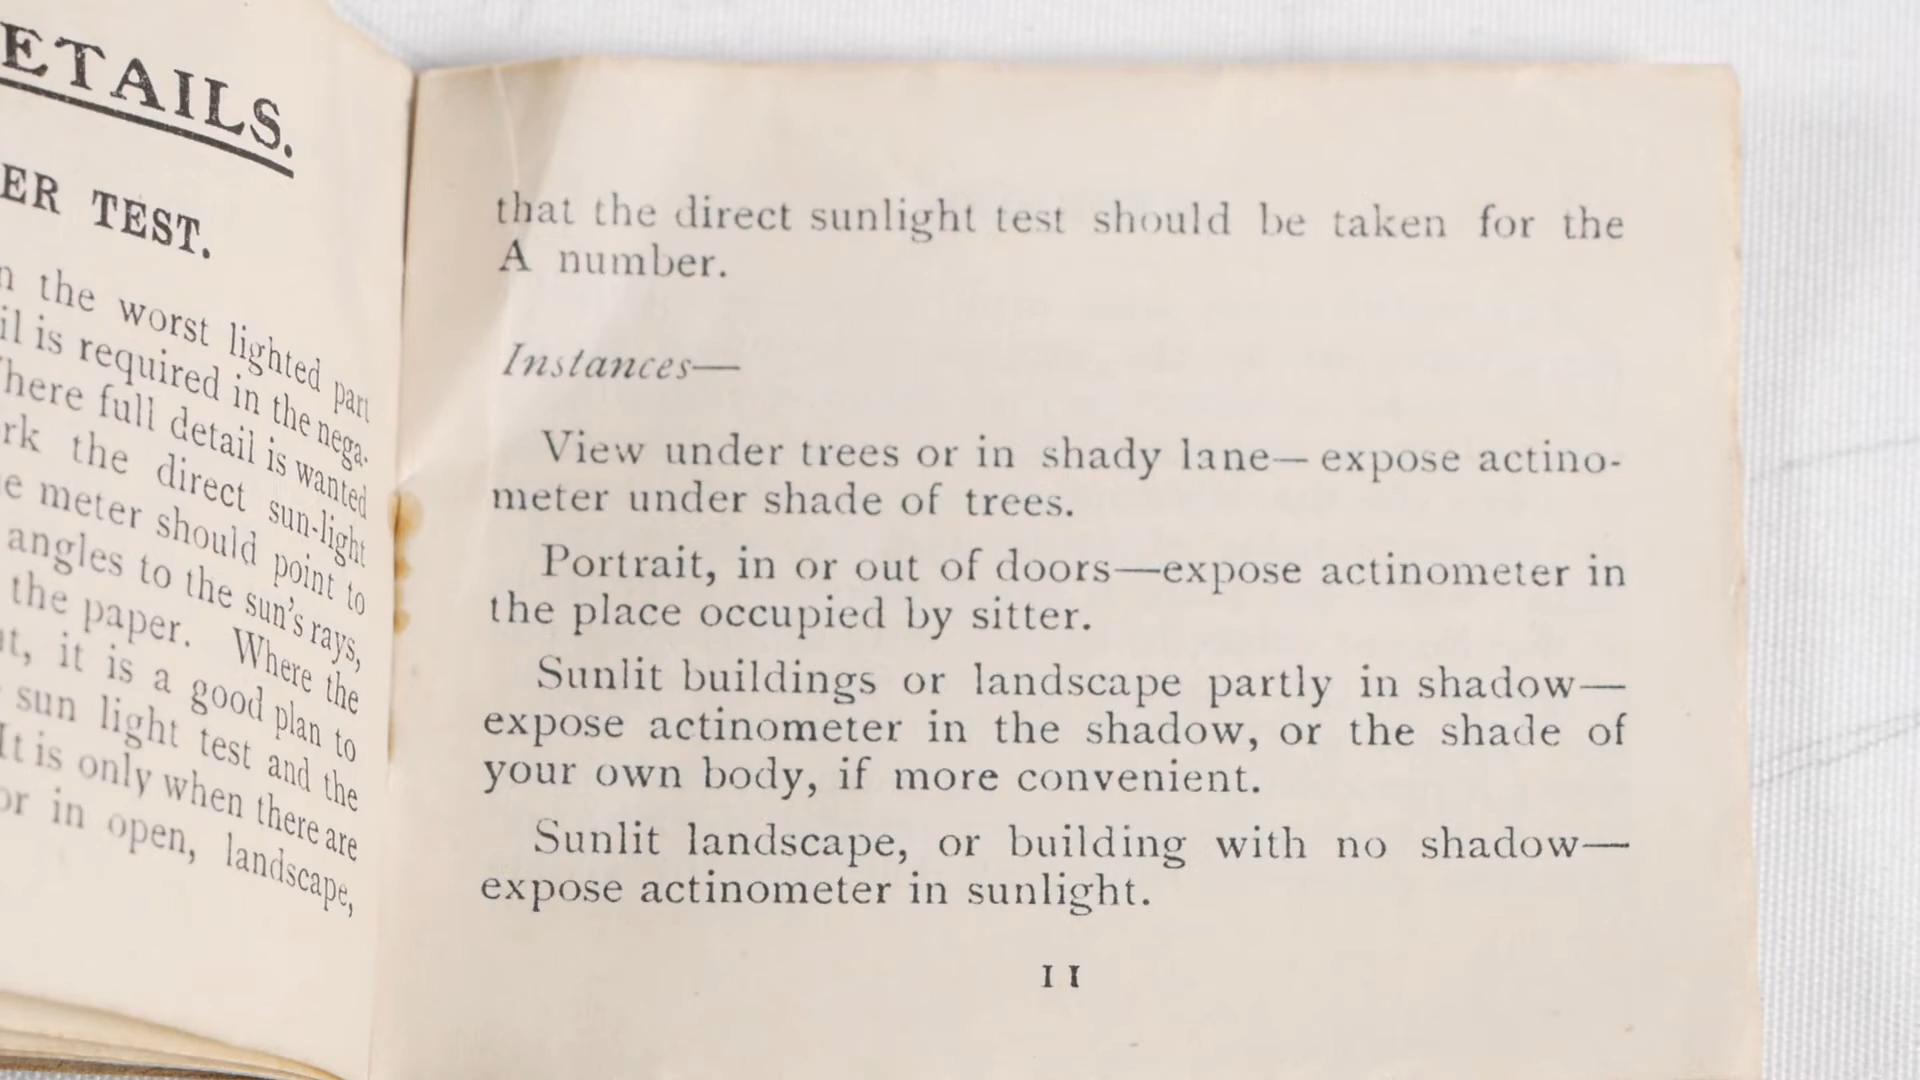 ETAILS.
ER TEST.
n the worst lighted part
il is required in the nega-
here full detail is wanted
rk the direct sun-light
e meter should point to
angles to the sun's rays,
the paper. Where the
t, it is a good plan to
sun light test and the
It is only when there are
or in open, landscape,
that the direct sunlight test should be taken for the
A number.
Instances—
View under trees or in shady lane—expose actino-
meter under shade of trees.
Portrait, in or out of doors—expose actinometer in
the place occupied by sitter.
Sunlit buildings or landscape partly in shadow—
expose actinometer in the shadow, or the shade of
your own body, if more convenient.
Sunlit landscape, or building with no shadow—
expose actinometer in sunlight.
11